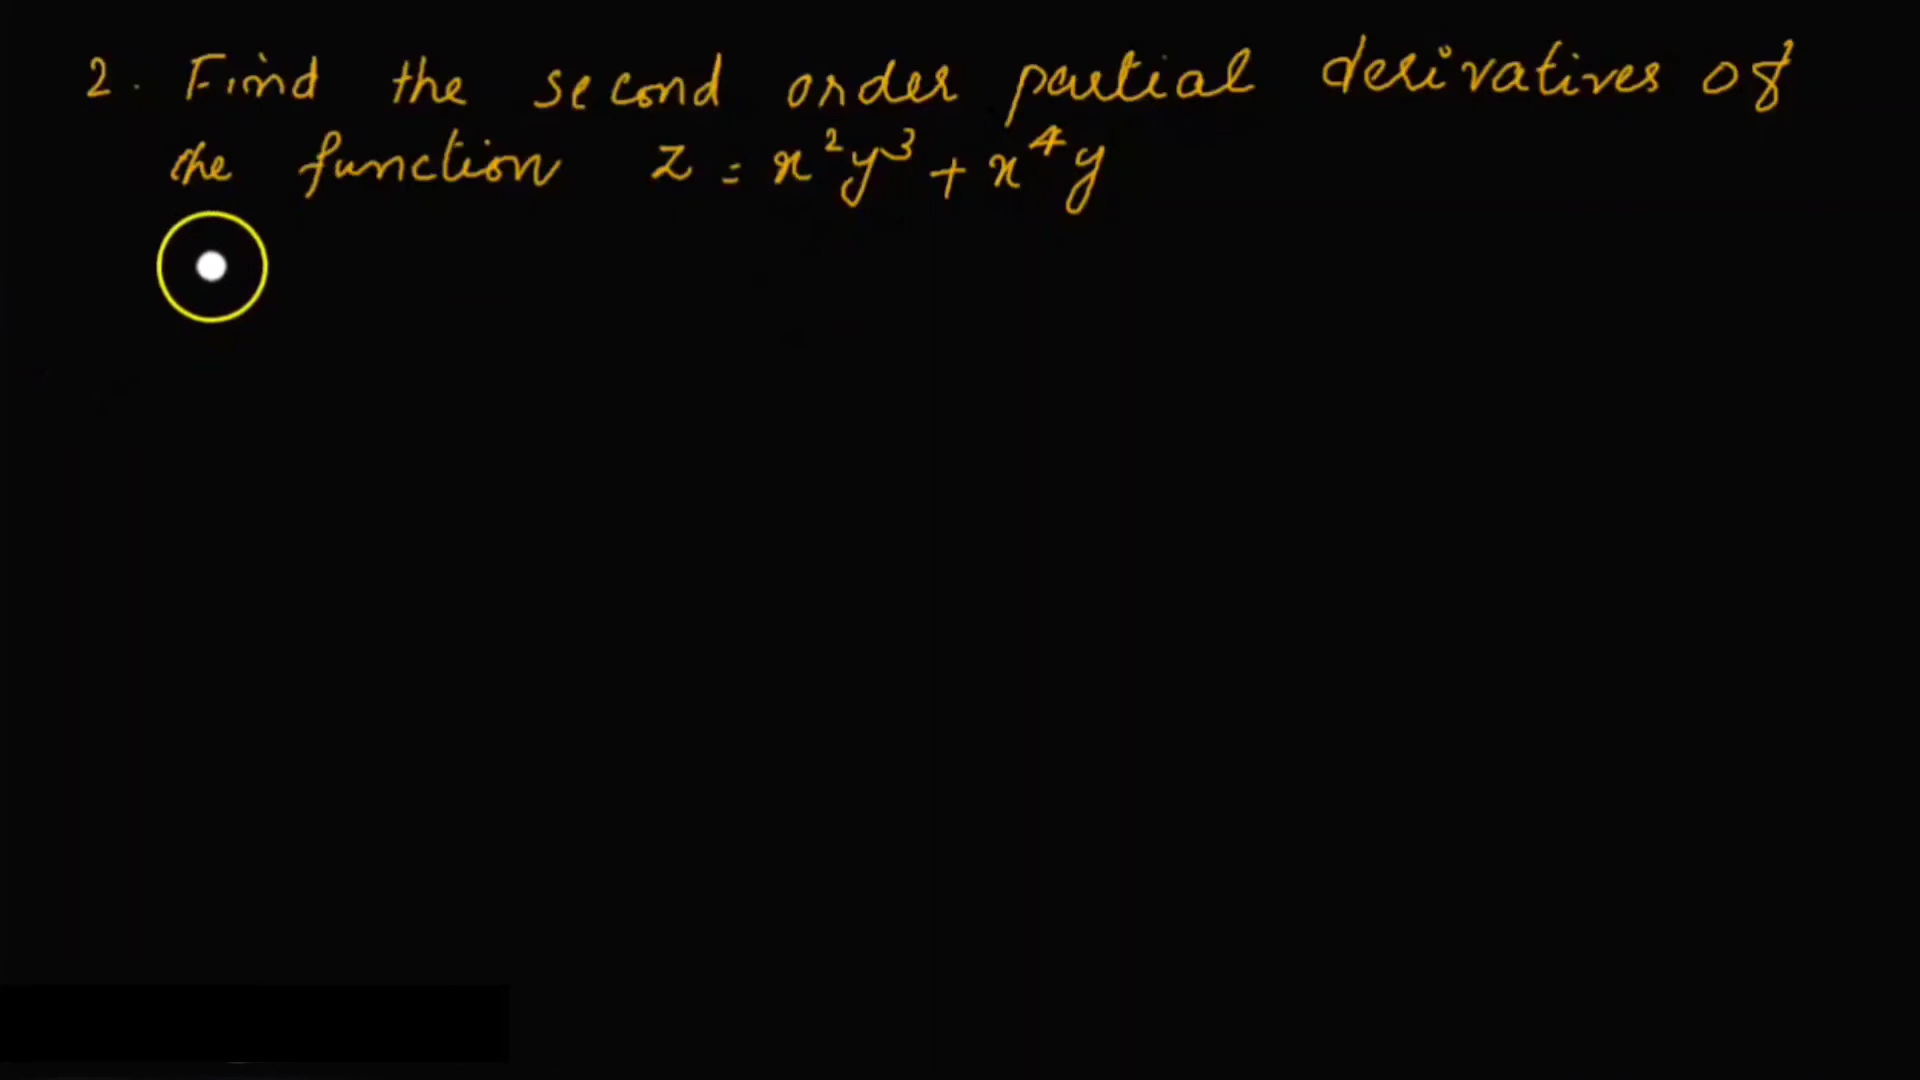 2. Find the second order partial derivatives of
the function z = x²y³ + x⁴y